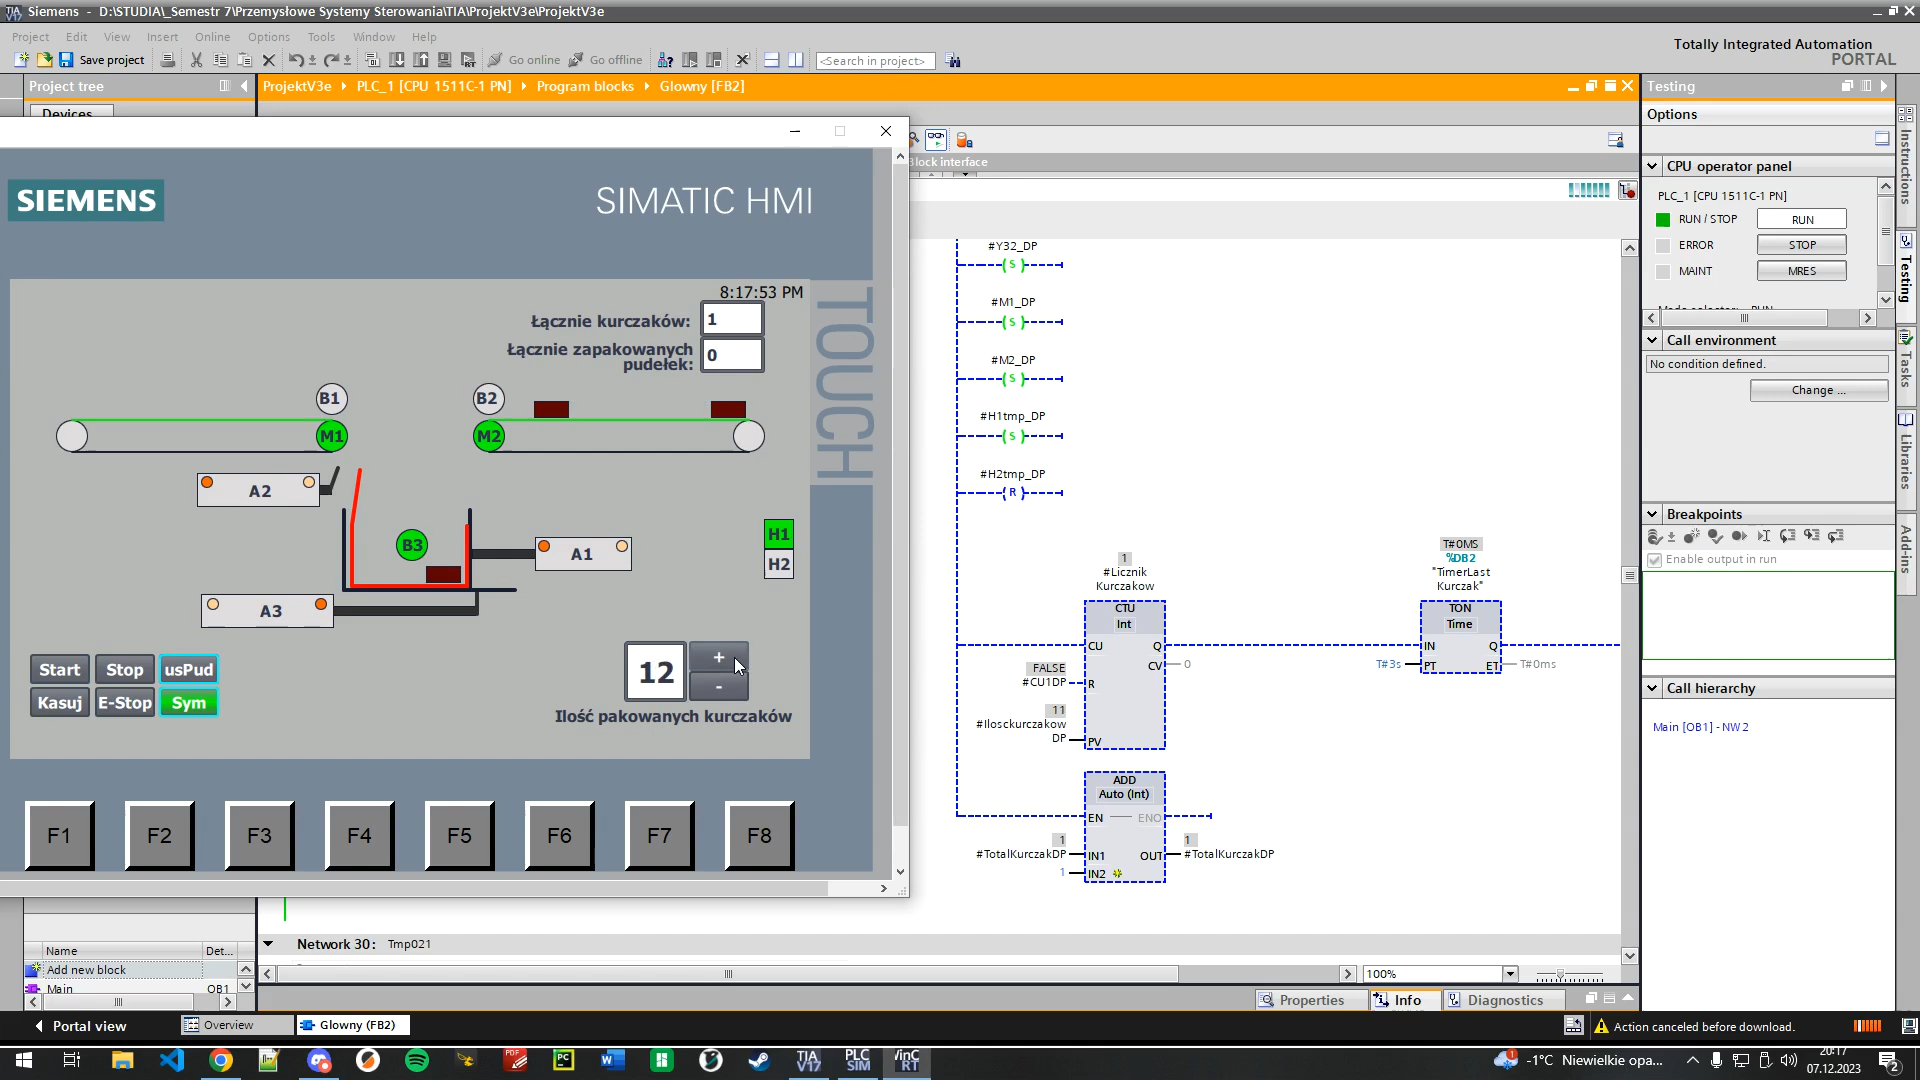 Siemens - D:\STUDIA\_Semestr 7\Przemysłowe Systemy Sterowania\TIA\ProjektV3e\ProjektV3e
Project Edit View Insert Online Options Tools Window Help
Totally Integrated Automation
PORTAL
Save project
Go online
Go offline
<Search in project>
Project tree
ProjektV3e PLC_1 [CPU 1511C-1 PN] Program blocks Glowny [FB2]
Testing
Devices
Options
Block interface
CPU operator panel
PLC_1 [CPU 1511C-1 PN]
RUN / STOP RUN
ERROR STOP
MAINT MRES
Call environment
No condition defined.
Change ...
Breakpoints
Enable output in run
Call hierarchy
Main [OB1] - NW 2
Instructions
Testing
Tasks
Libraries
Add-Ins
SIEMENS
SIMATIC HMI
TOUCH
8:17:53 PM
Łącznie kurczaków: 1
Łącznie zapakowanych
pudełek: 0
B1 B2
M1 M2
A2
B3
A1
H1
H2
A3
Start Stop usPud
Kasuj E-Stop Sym
12
+
-
Ilość pakowanych kurczaków
F1 F2 F3 F4 F5 F6 F7 F8
#Y32_DP
S
#M1_DP
S
#M2_DP
S
#H1tmp_DP
S
#H2tmp_DP
R
1
#Licznik
Kurczakow
CTU
Int
CU Q
CV 0
FALSE
#CU1DP R
11
#Ilosckurczakow
DP PV
T#0MS
%DB2
"TimerLast
Kurczak"
TON
Time
IN Q
T#3s PT ET T#0ms
ADD
Auto (Int)
EN ENO
1 1
#TotalKurczakDP IN1 OUT #TotalKurczakDP
1 IN2
Network 30: Tmp021
100%
Name Det...
Add new block
Main OB1
Properties Info Diagnostics
Portal view Overview Glowny (FB2)
Action canceled before download.
-1°C Niewielkie opa...
20:17
07.12.2023
2